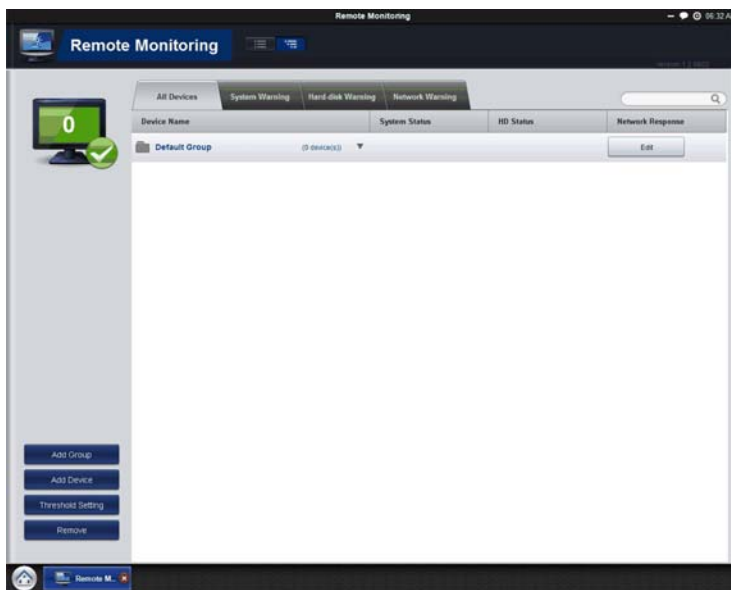 Remote Monitoring
06:32 A
Remote Monitoring
0
All Devices System Warning Hard-disk Warning Network Warning
Device Name System Status HD Status Network Response
Default Group (0 device(s)) Edit
Add Group
Add Device
Threshold Setting
Remove
Remote M..